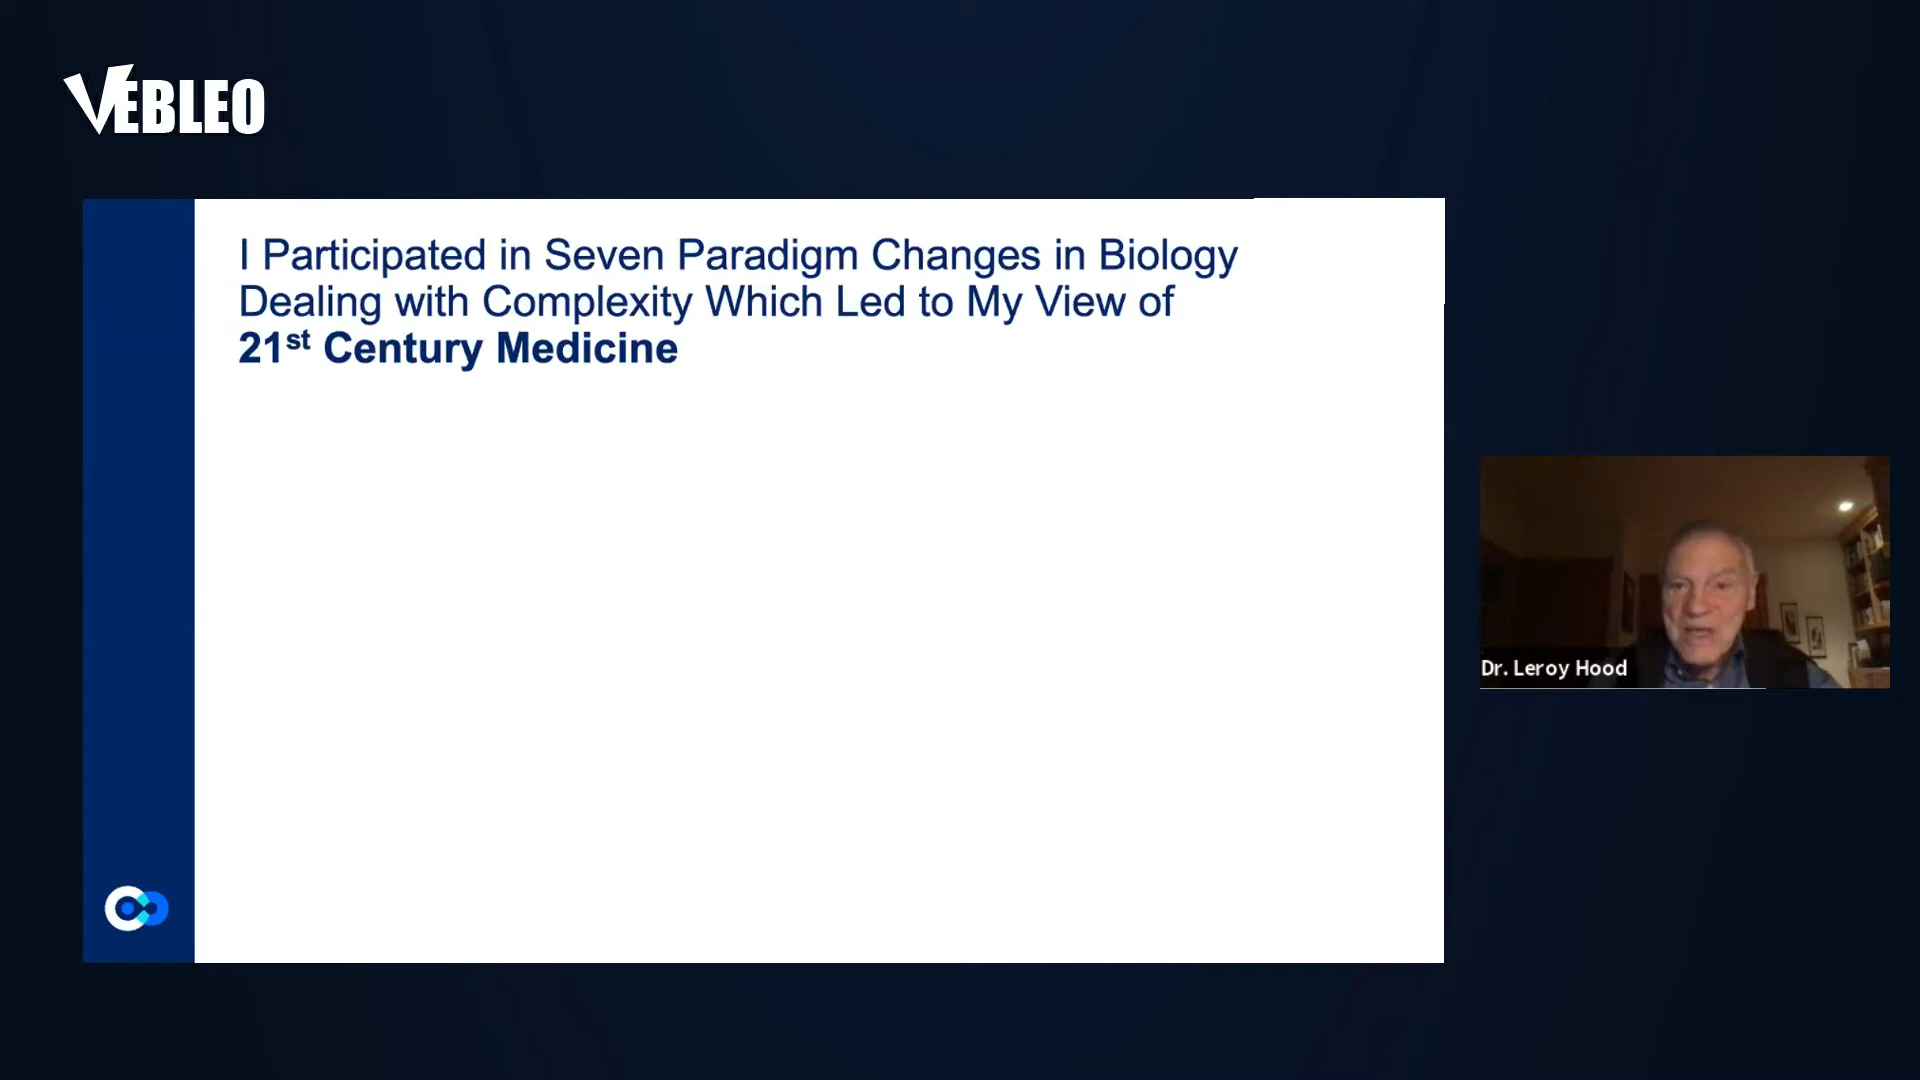 VEBLEO
I Participated in Seven Paradigm Changes in Biology
Dealing with Complexity Which Led to My View of
21st Century Medicine
Dr. Leroy Hood